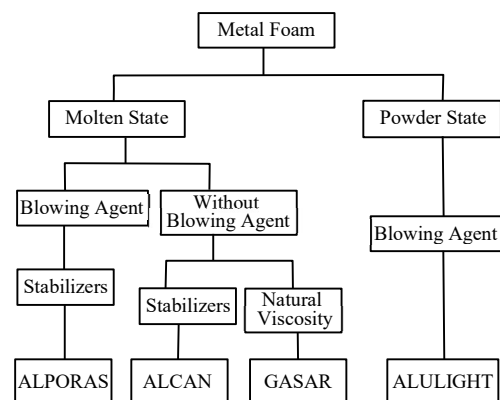 Metal Foam
Molten State
Powder State
Blowing Agent
Without
Blowing Agent
Blowing Agent
Stabilizers
Stabilizers
Natural
Viscosity
ALPORAS
ALCAN
GASAR
ALULIGHT